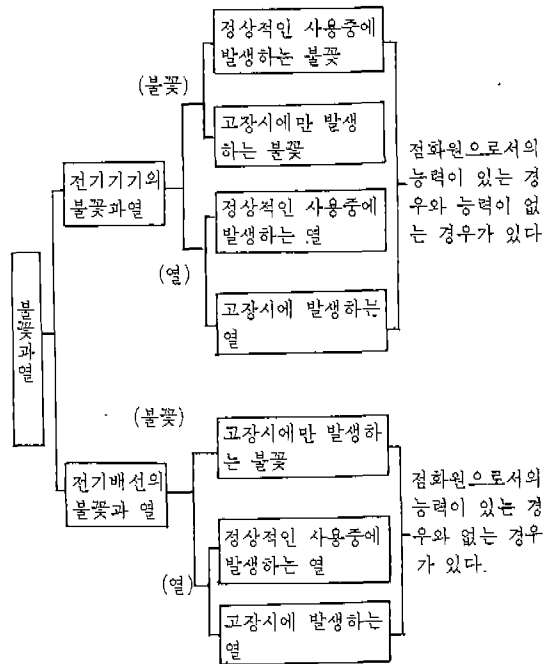 정상적인 사용중에
발생하는 불꽃
(불꽃)
고장시에만 발생
하는 불꽃
전기기기의
불꽃과열
정상적인 사용중에
발생하는 열
(열)
고장시에 발생하는
열
점화원으로서의
능력이 있는 경
우와 능력이 없
는 경우가 있다
불꽃과열
(불꽃)
고장시에만 발생하
는 불꽃
전기배선의
불꽃과 열
정상적인 사용중에
발생하는 열
(열)
고장시에 발생하는
열
점화원으로서의
능력이 있는 경
우와 없는 경우
가 있다.